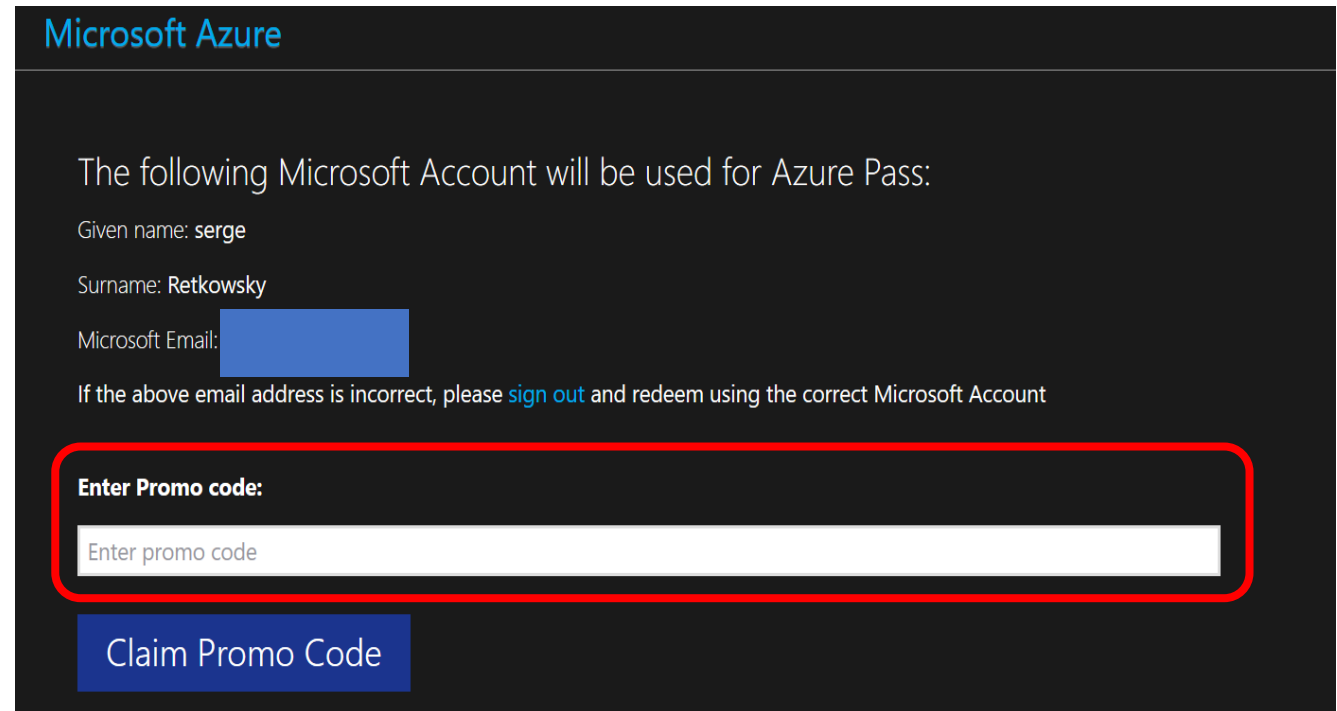 Microsoft Azure
The following Microsoft Account will be used for Azure Pass:
Given name: serge
Surname: Retkowsky
Microsoft Email:
If the above email address is incorrect, please sign out and redeem using the correct Microsoft Account
Enter Promo code:
Enter promo code
Claim Promo Code